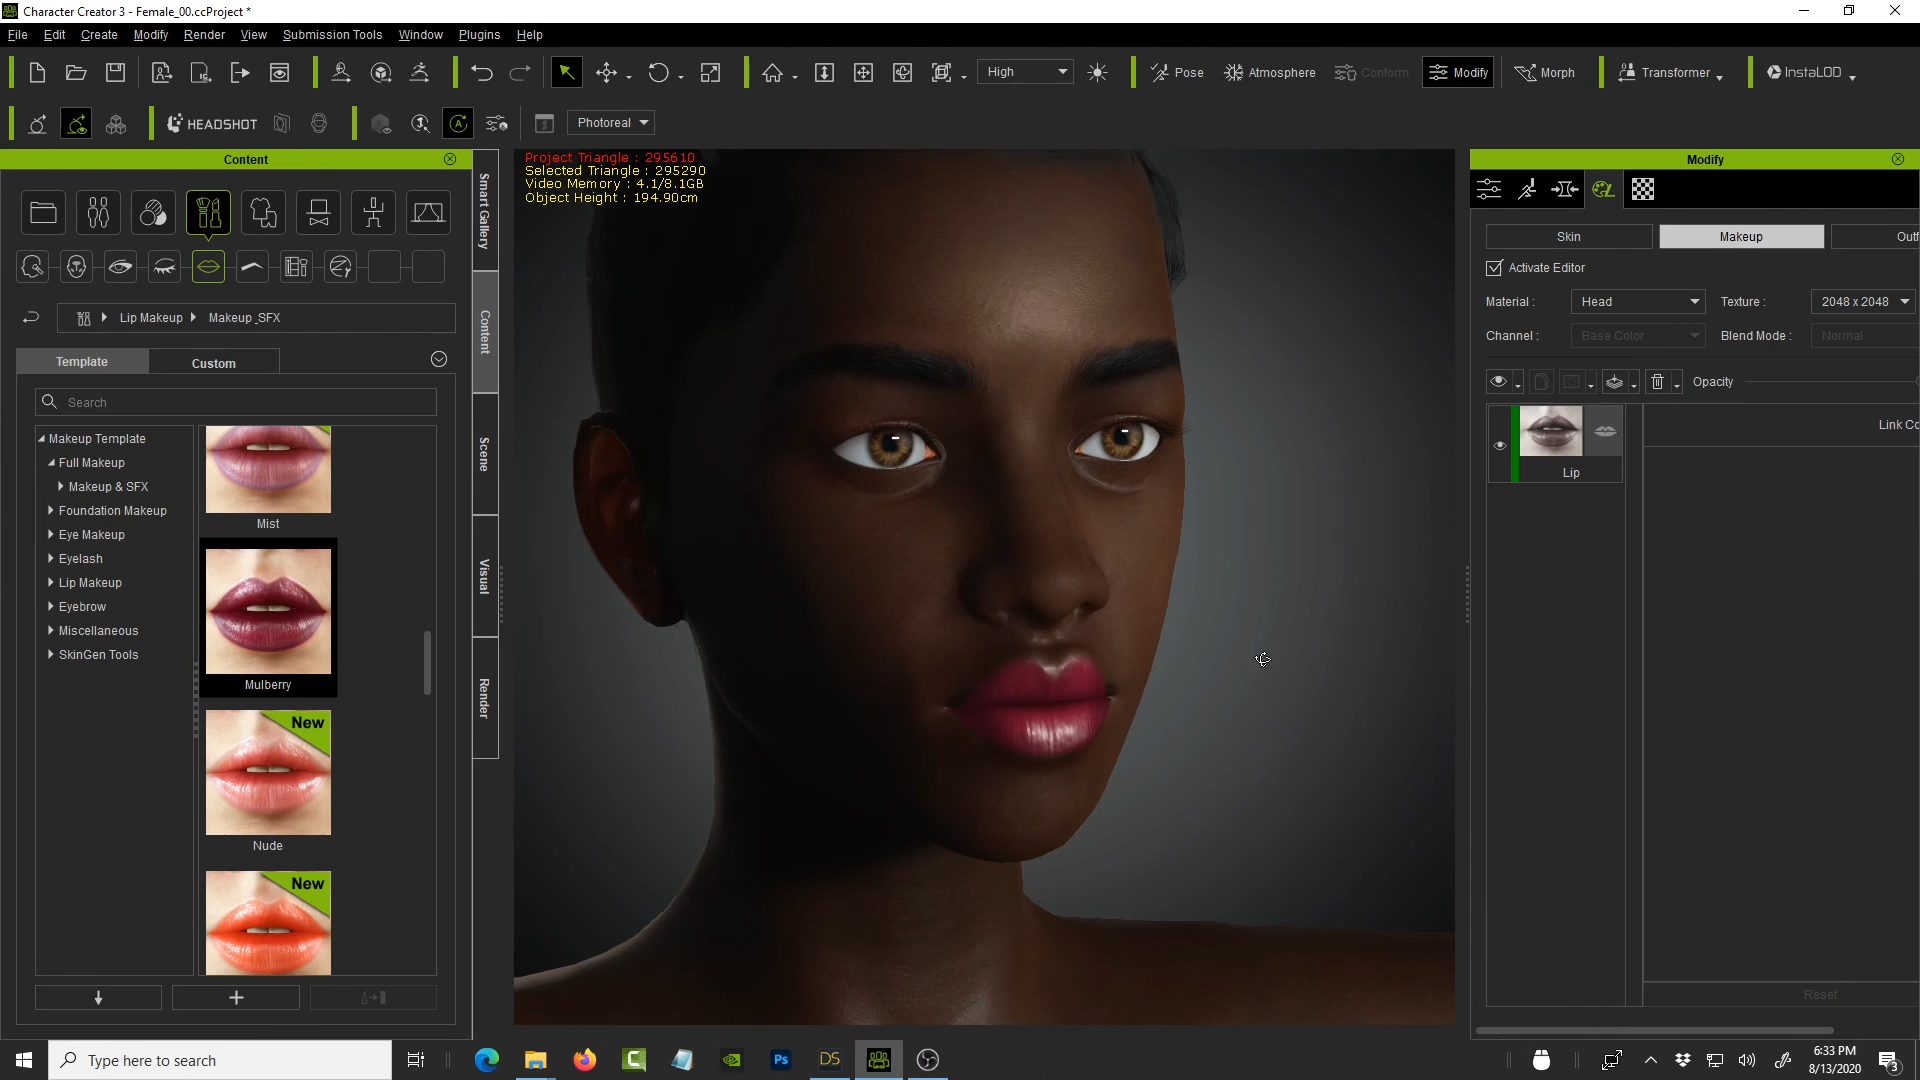 Character Creator 3 - Female_00.ccProject *
File Edit Create Modify Render View Submission Tools Window Plugins Help
High Pose Atmosphere Conform Modify Morph Transformer InstaLOD
HEADSHOT Photoreal
Content
Smart Gallery
Content
Scene
Visual
Render
Lip Makeup Makeup_SFX
Template Custom
Search
Makeup Template
Full Makeup
Makeup & SFX
Foundation Makeup
Eye Makeup
Eyelash
Lip Makeup
Eyebrow
Miscellaneous
SkinGen Tools
Mist
Mulberry
New
Nude
New
Project Triangle : 295610
Selected Triangle : 295290
Video Memory : 4.1/8.1GB
Object Height : 194.90cm
Modify
Skin Makeup Outf
Activate Editor
Material : Head Texture : 2048 x 2048
Channel : Base Color Blend Mode : Normal
Opacity
Link Co
Lip
Reset
Type here to search
Ps DS
6:33 PM
8/13/2020
3